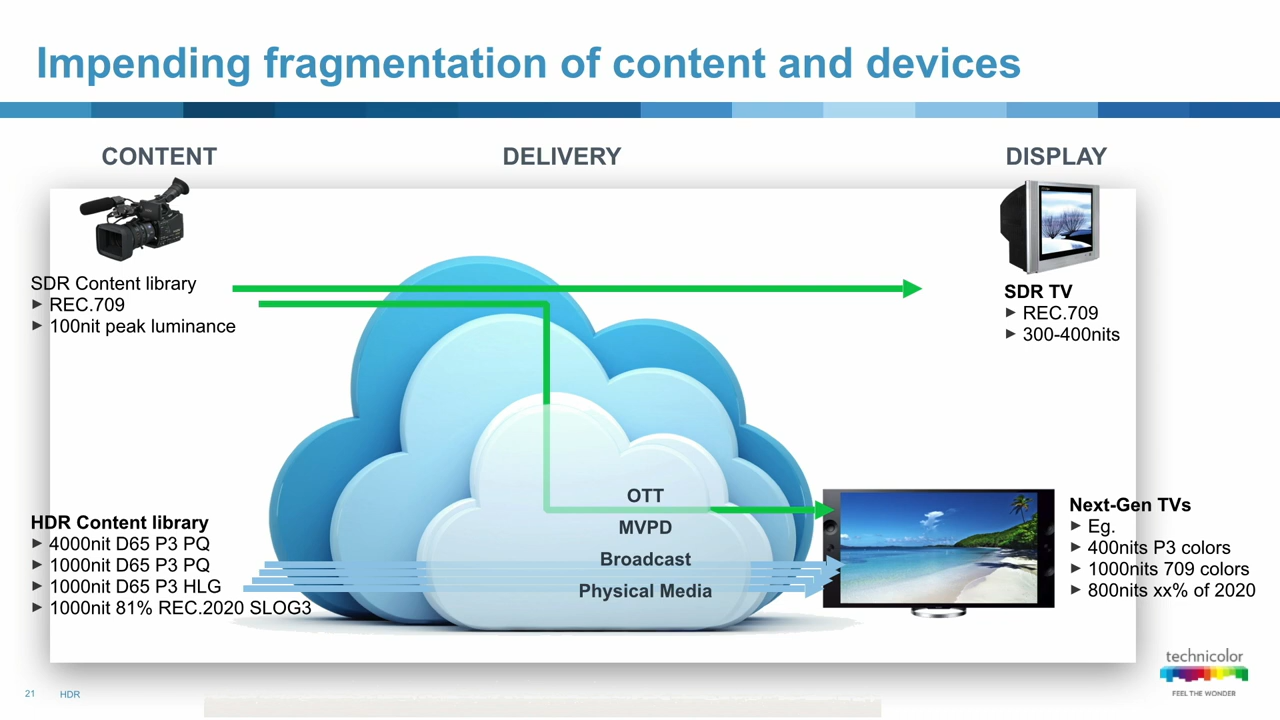 Impending fragmentation of content and devices
CONTENT
DELIVERY
DISPLAY
SDR Content library
► REC.709
► 100nit peak luminance
SDR TV
► REC.709
► 300-400nits
OTT
MVPD
Broadcast
Physical Media
HDR Content library
► 4000nit D65 P3 PQ
► 1000nit D65 P3 PQ
► 1000nit D65 P3 HLG
► 1000nit 81% REC.2020 SLOG3
Next-Gen TVs
► Eg.
► 400nits P3 colors
► 1000nits 709 colors
► 800nits xx% of 2020
technicolor
FEEL THE WONDER
21 HDR